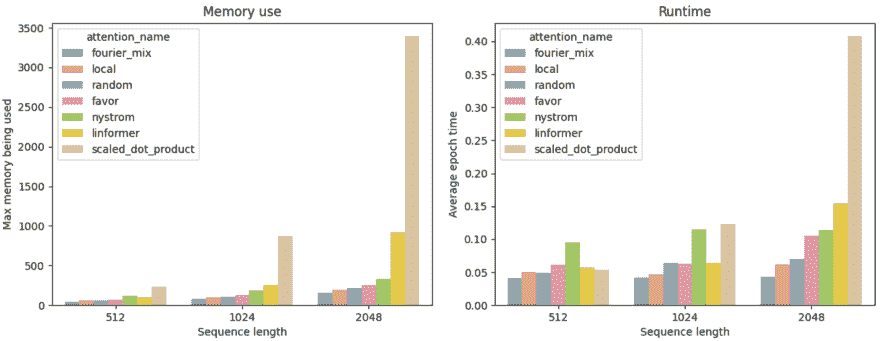 Memory use
3500
3000
2500
2000
1500
1000
500
0
Max memory being used
attention_name
fourier_mix
local
random
favor
nystrom
linformer
scaled_dot_product
512
1024
2048
Sequence length
Runtime
0.40
0.35
0.30
0.25
0.20
0.15
0.10
0.05
0.00
Average epoch time
attention_name
fourier_mix
local
random
favor
nystrom
linformer
scaled_dot_product
512
1024
2048
Sequence length